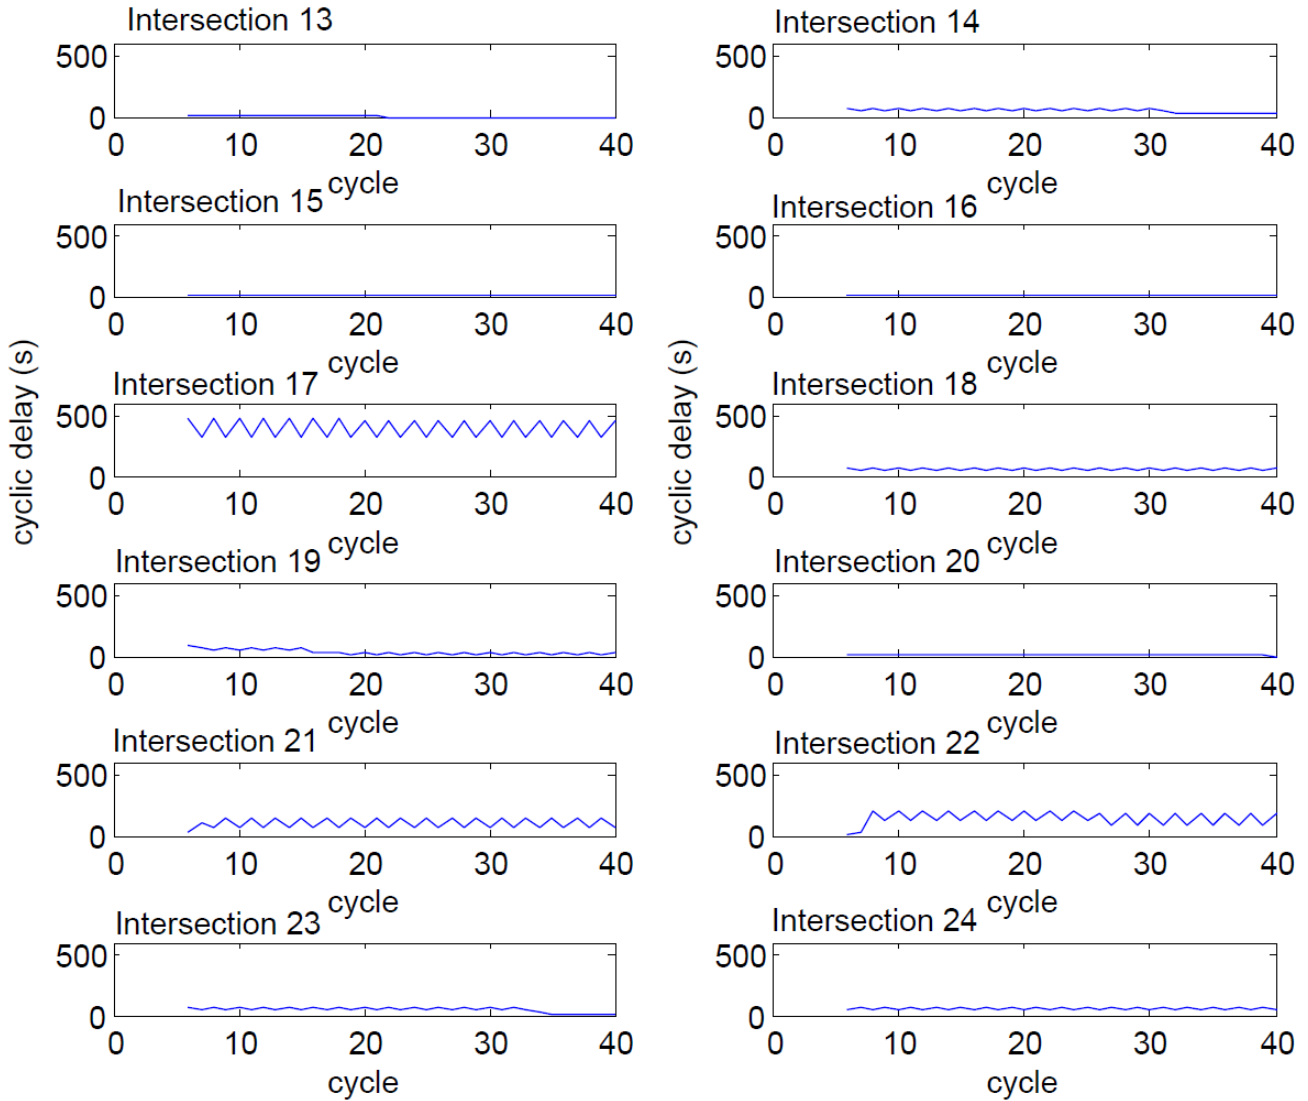 Intersection 13
500
0
0 10 20 30 40
cycle
Intersection 14
500
0
0 10 20 30 40
cycle
Intersection 15
500
0
0 10 20 30 40
cycle
Intersection 16
500
0
0 10 20 30 40
cycle
cyclic delay (s)
Intersection 17
500
0
0 10 20 30 40
cycle
cyclic delay (s)
Intersection 18
500
0
0 10 20 30 40
cycle
Intersection 19
500
0
0 10 20 30 40
cycle
Intersection 20
500
0
0 10 20 30 40
cycle
Intersection 21
500
0
0 10 20 30 40
cycle
Intersection 22
500
0
0 10 20 30 40
cycle
Intersection 23
500
0
0 10 20 30 40
cycle
Intersection 24
500
0
0 10 20 30 40
cycle